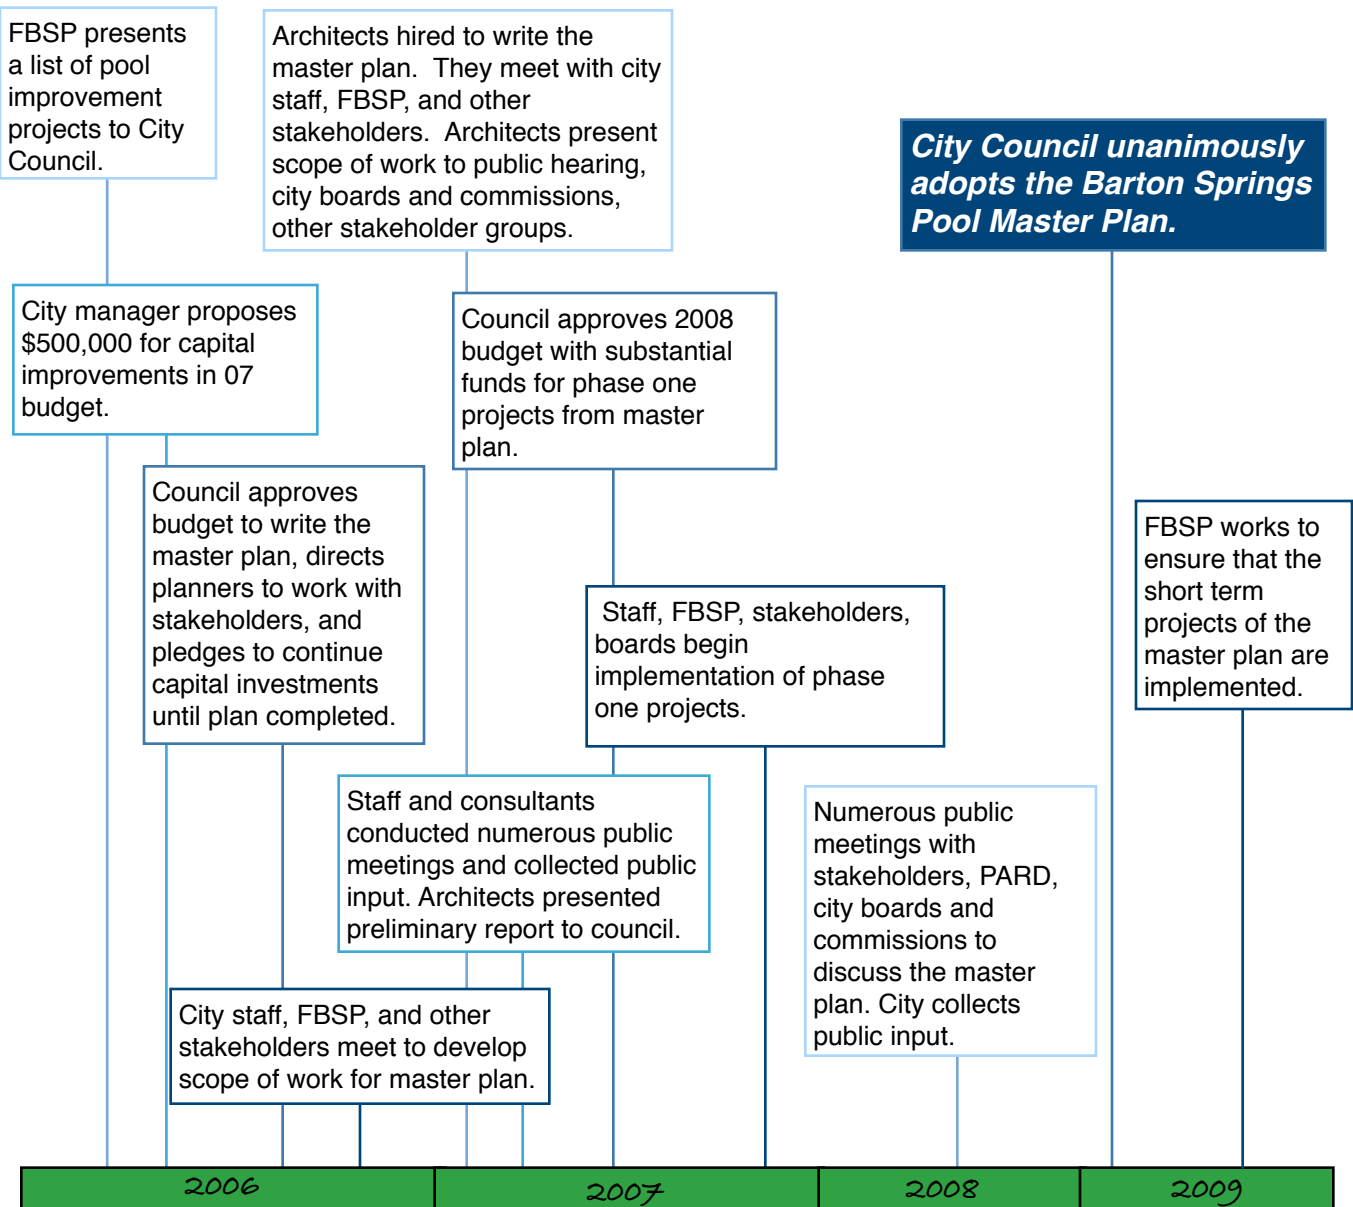 FBSP presents
a list of pool
improvement
projects to City
Council.
Architects hired to write the
master plan.  They meet with city
staff, FBSP, and other
stakeholders.  Architects present
scope of work to public hearing,
city boards and commissions,
other stakeholder groups.
City Council unanimously
adopts the Barton Springs
Pool Master Plan.
City manager proposes
$500,000 for capital
improvements in 07
budget.
Council approves 2008
budget with substantial
funds for phase one
projects from master
plan.
Council approves
budget to write the
master plan, directs
planners to work with
stakeholders, and
pledges to continue
capital investments
until plan completed.
FBSP works to
ensure that the
short term
projects of the
master plan are
implemented.
Staff, FBSP, stakeholders,
boards begin
implementation of phase
one projects.
Staff and consultants
conducted numerous public
meetings and collected public
input. Architects presented
preliminary report to council.
Numerous public
meetings with
stakeholders, PARD,
city boards and
commissions to
discuss the master
plan. City collects
public input.
City staff, FBSP, and other
stakeholders meet to develop
scope of work for master plan.
2006
2007
2008
2009